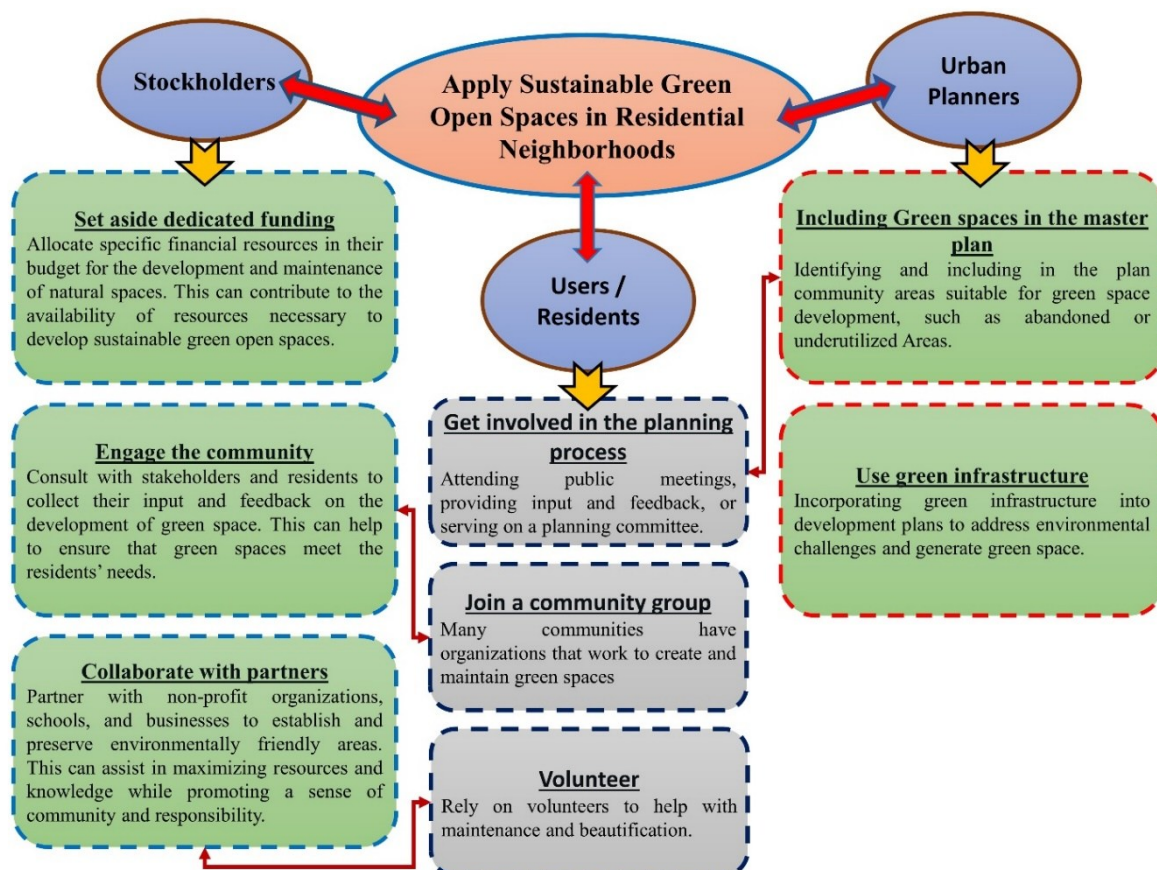 Stockholders
Apply Sustainable Green
Open Spaces in Residential
Neighborhoods
Urban
Planners
Users /
Residents
Set aside dedicated funding
Allocate specific financial resources in their
budget for the development and maintenance
of natural spaces. This can contribute to the
availability of resources necessary to
develop sustainable green open spaces.
Engage the community
Consult with stakeholders and residents to
collect their input and feedback on the
development of green space. This can help
to ensure that green spaces meet the
residents’ needs.
Collaborate with partners
Partner with non-profit organizations,
schools, and businesses to establish and
preserve environmentally friendly areas.
This can assist in maximizing resources and
knowledge while promoting a sense of
community and responsibility.
Get involved in the planning
process
Attending public meetings,
providing input and feedback, or
serving on a planning committee.
Join a community group
Many communities have
organizations that work to create and
maintain green spaces
Volunteer
Rely on volunteers to help with
maintenance and beautification.
Including Green spaces in the master
plan
Identifying and including in the plan
community areas suitable for green space
development, such as abandoned or
underutilized Areas.
Use green infrastructure
Incorporating green infrastructure into
development plans to address environmental
challenges and generate green space.